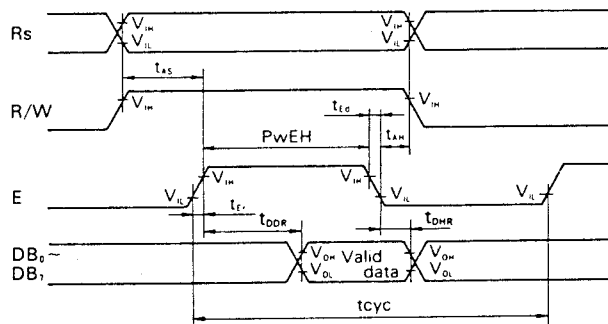 Rs
V_IH
V_IL
V_IH
V_IL
t_AS
R/W
V_IH
V_IH
t_Ed
t_AH
PwEH
E
V_IL
V_IH
V_IH
V_IL
V_IL
t_Er
t_DDR
t_DHR
DB₀~
DB₇
V_OH
V_OL
Valid
data
V_OH
V_OL
tcyc